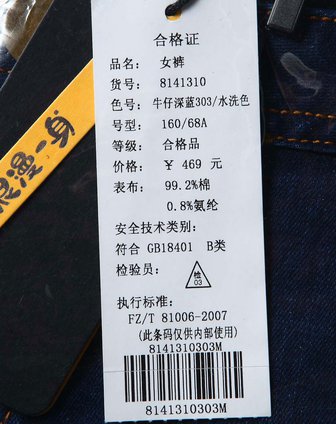 合格证
品名: 女裤
货号: 8141310
色号: 牛仔深蓝303/水洗色
号型: 160/68A
等级: 合格品
价格: ￥ 469 元
表布: 99.2%棉
0.8%氨纶
安全技术类别:
符合 GB18401 B类
检验员:
检
03
执行标准:
FZ/T 81006-2007
(此条码仅供内部使用)
8141310303M
8141310303M
浪漫一身